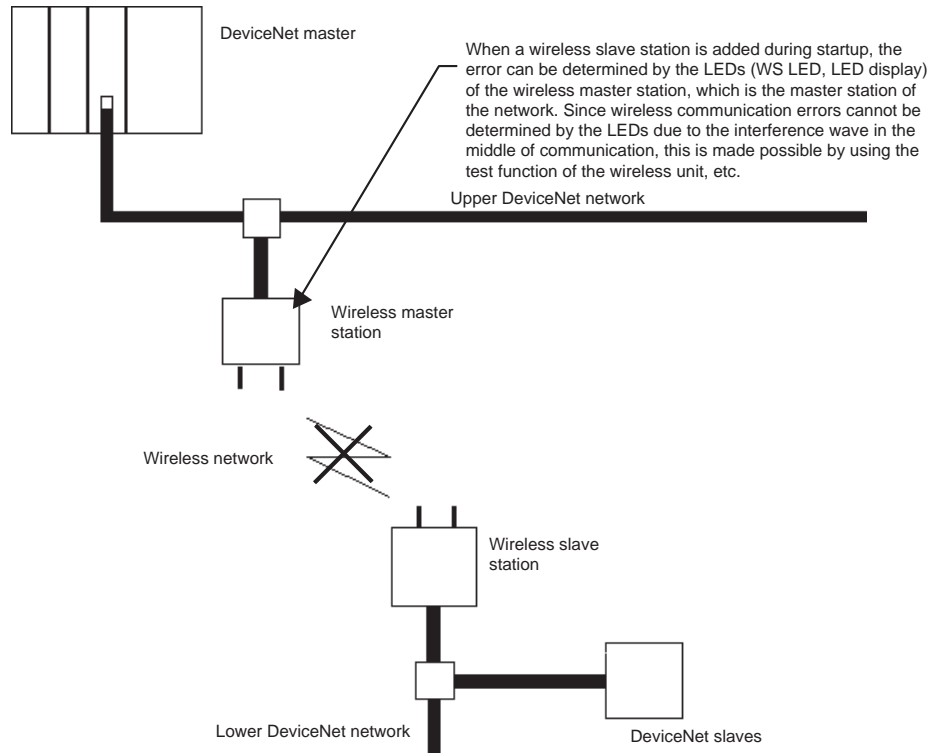 DeviceNet master
When a wireless slave station is added during startup, the
error can be determined by the LEDs (WS LED, LED display)
of the wireless master station, which is the master station of
the network. Since wireless communication errors cannot be
determined by the LEDs due to the interference wave in the
middle of communication, this is made possible by using the
test function of the wireless unit, etc.
Upper DeviceNet network
Wireless master
station
Wireless network
Wireless slave
station
Lower DeviceNet network
DeviceNet slaves